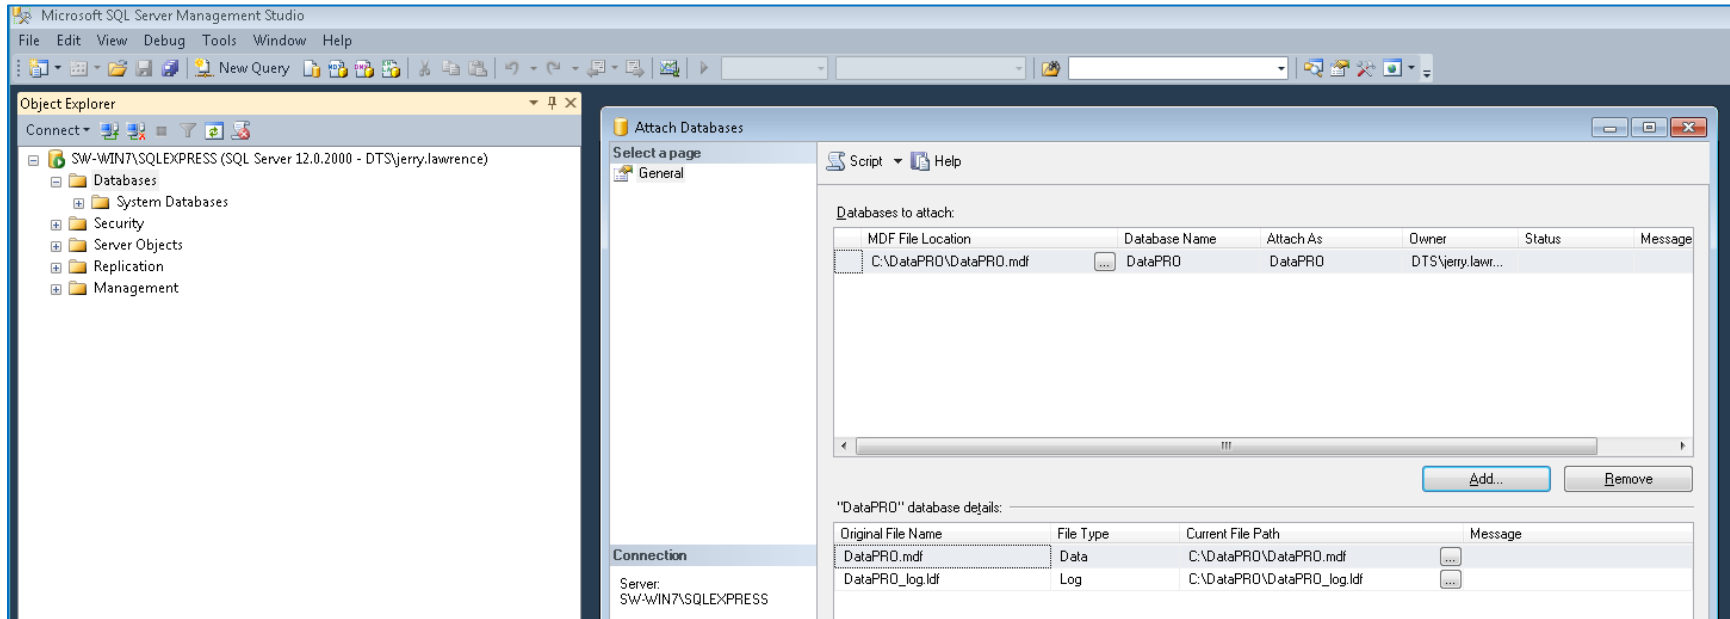 Microsoft SQL Server Management Studio
File Edit View Debug Tools Window Help
New Query
Object Explorer
Connect
SW-WIN7\SQLEXPRESS (SQL Server 12.0.2000 - DTS\jerry.lawrence)
Databases
System Databases
Security
Server Objects
Replication
Management
Attach Databases
Select a page
General
Script Help
Databases to attach:
MDF File Location Database Name Attach As Owner Status Message
C:\DataPRO\DataPRO.mdf ... DataPRO DataPRO DTS\jerry.lawr...
Add... Remove
"DataPRO" database details:
Original File Name File Type Current File Path Message
DataPRO.mdf Data C:\DataPRO\DataPRO.mdf ...
DataPRO_log.ldf Log C:\DataPRO\DataPRO_log.ldf ...
Connection
Server:
SW-WIN7\SQLEXPRESS